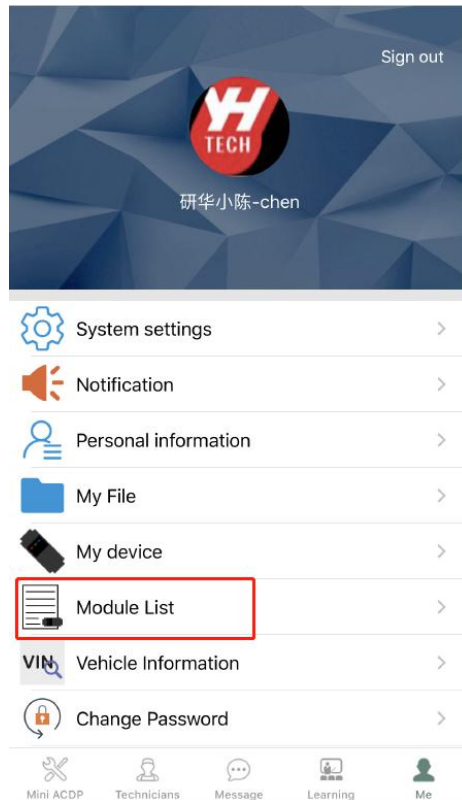 Sign out
YH
TECH
研华小陈-chen
System settings
Notification
Personal information
My File
My device
Module List
VIN
Vehicle Information
Change Password
Mini ACDP
Technicians
Message
Learning
Me